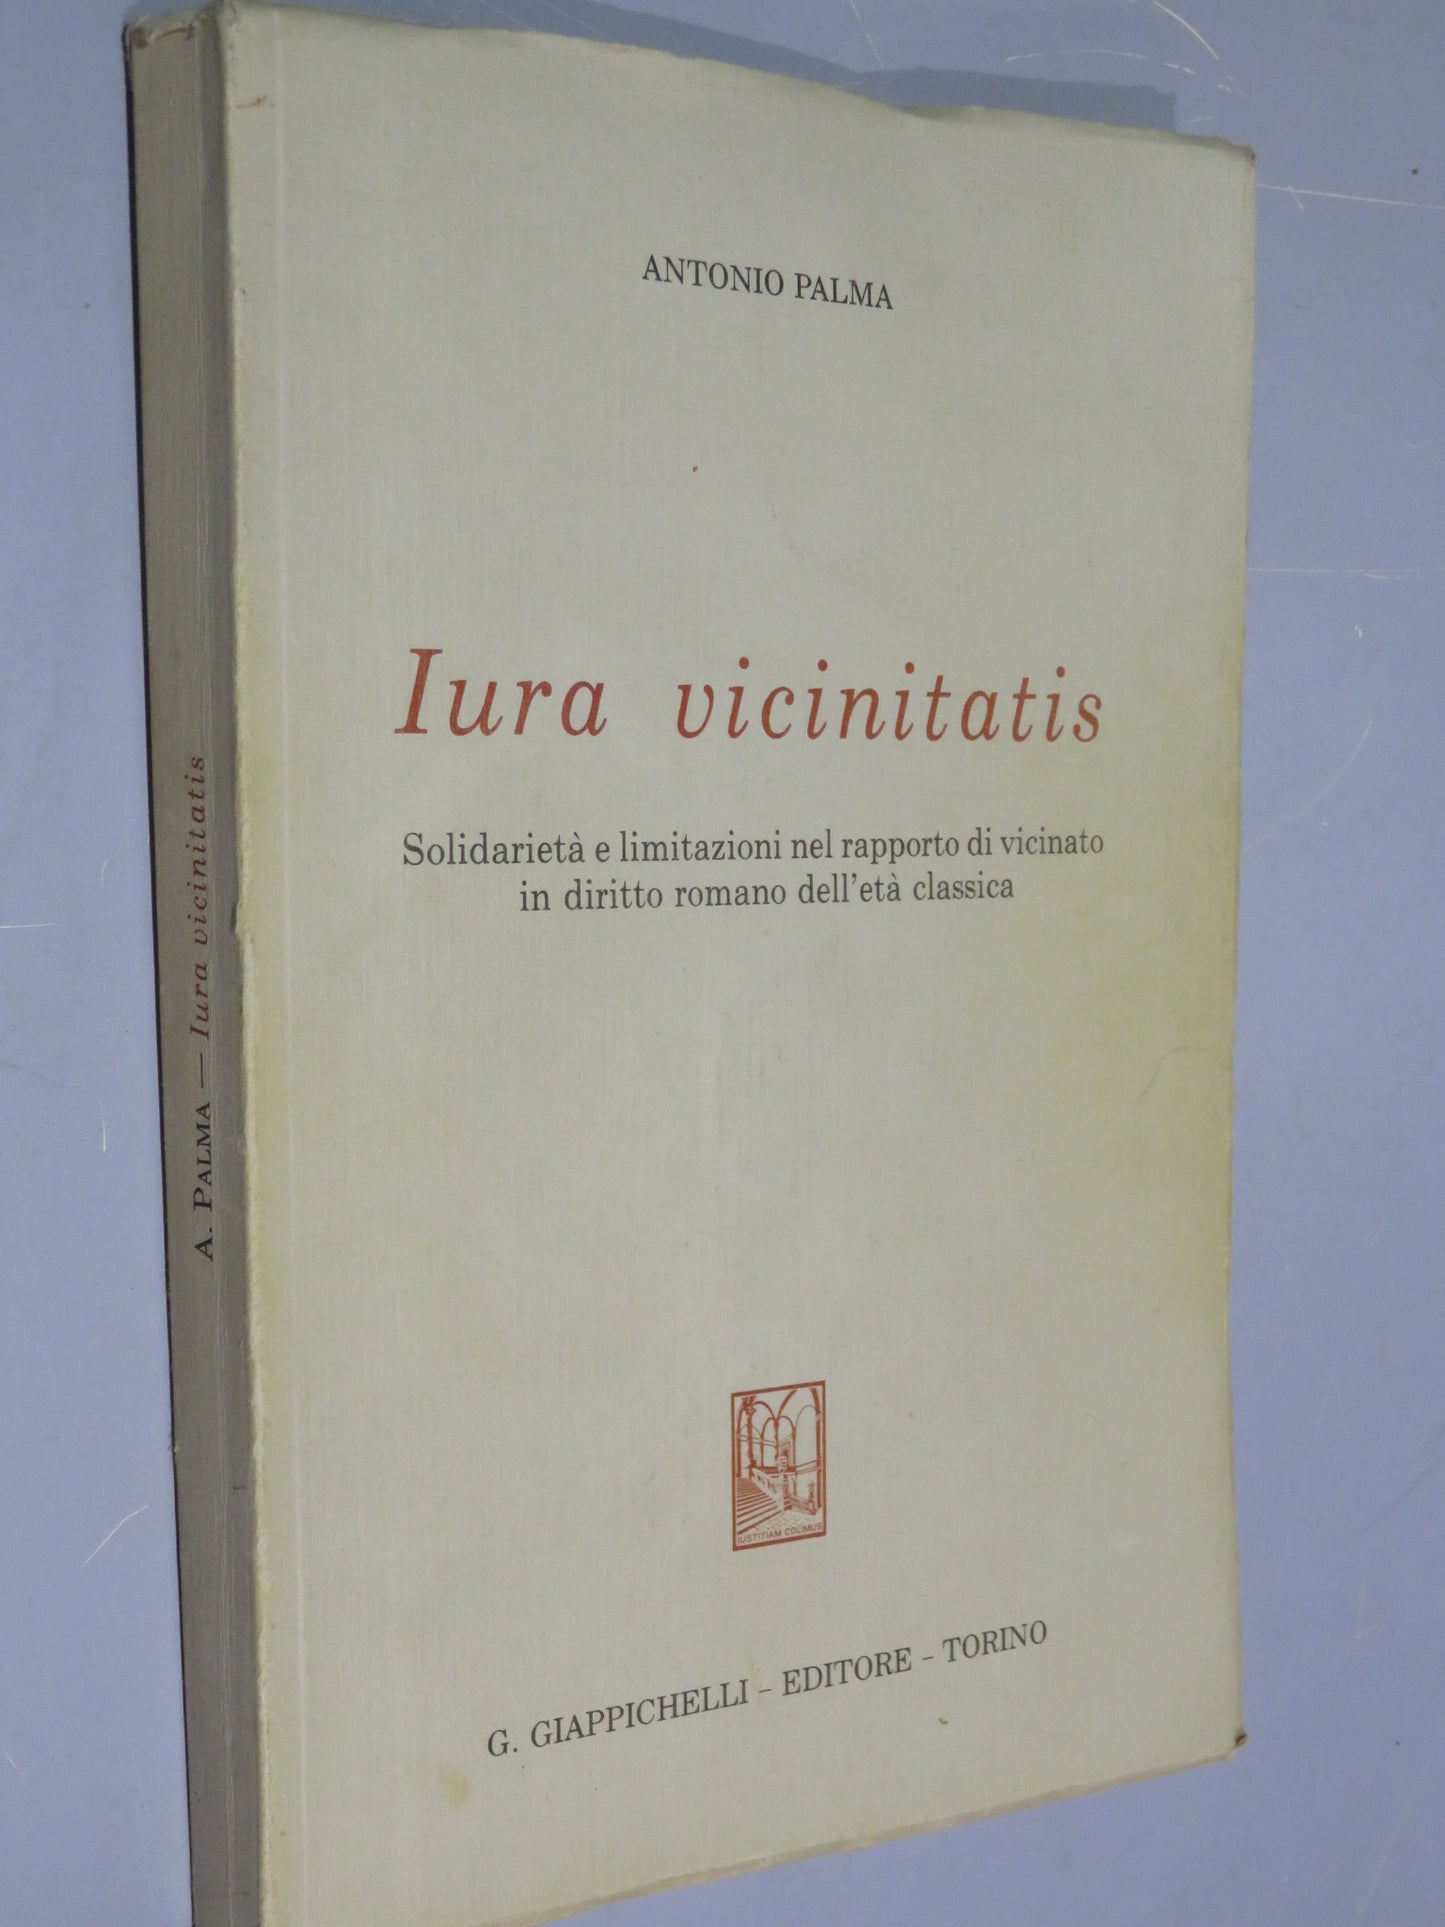 ANTONIO PALMA
Iura vicinitatis
Solidarietà e limitazioni nel rapporto di vicinato
in diritto romano dell'età classica
IUSTITIAM COLIMUS
G. GIAPPICHELLI – EDITORE – TORINO
A. PALMA — Iura vicinitatis